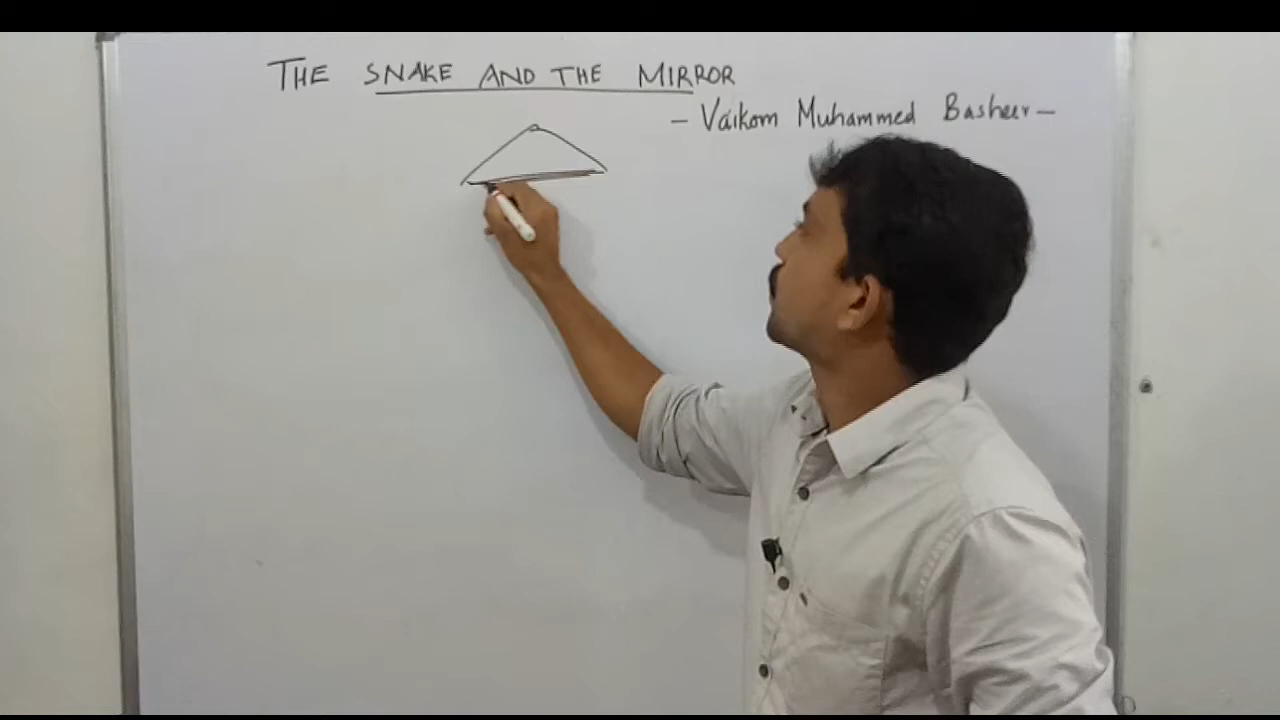 THE SNAKE AND THE MIRROR
- Vaikom Muhammed Basheer -